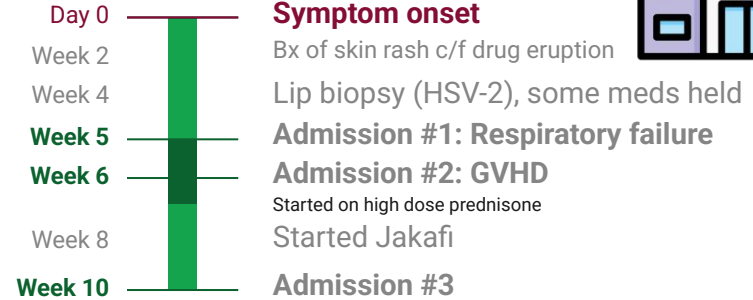 Day 0 Symptom onset
Week 2 Bx of skin rash c/f drug eruption
Week 4 Lip biopsy (HSV-2), some meds held
Week 5 Admission #1: Respiratory failure
Week 6 Admission #2: GVHD
Started on high dose prednisone
Week 8 Started Jakafi
Week 10 Admission #3